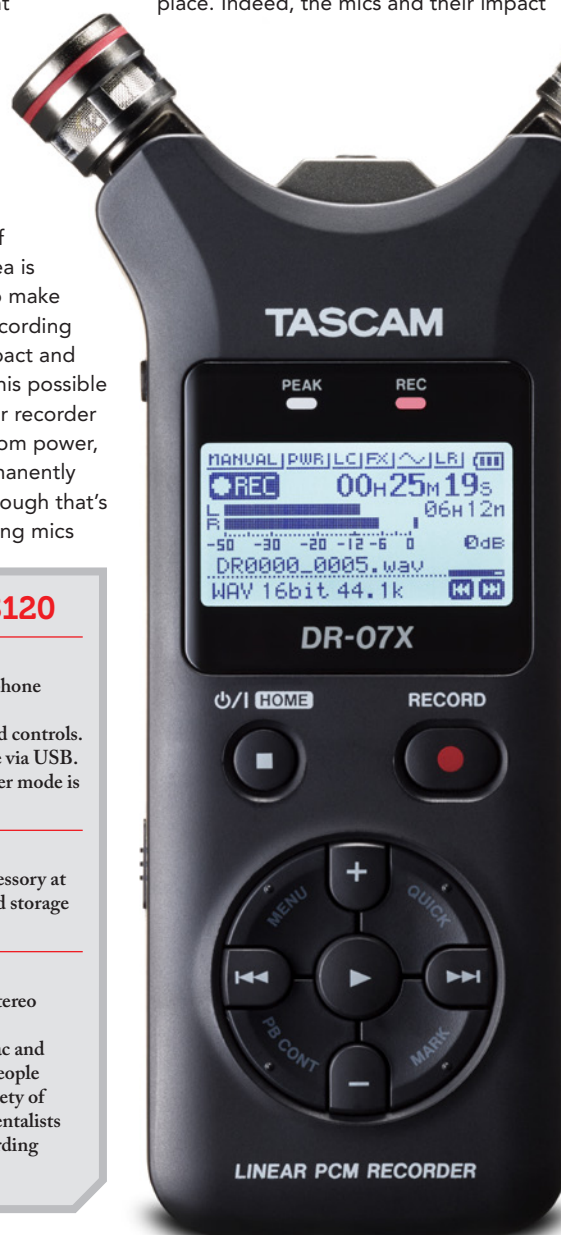 place. Indeed, the mics and their impact
ea is
make
cording
pact and
his possible
r recorder
om power,
manently
ough that's
ng mics
$120
hone
d controls.
e via USB.
er mode is
essory at
d storage
tereo
ac and
eople
ety of
entalists
rding
TASCAM
PEAK REC
MANUAL PWR LC FX LR
REC 00H25M19S
L 06H12M
R
-50 -30 -20 -12 -6 0 0dB
DR0000_0005.wav
WAV 16bit 44.1k
DR-07X
HOME RECORD
MENU + QUICK
PB CONT − MARK
LINEAR PCM RECORDER